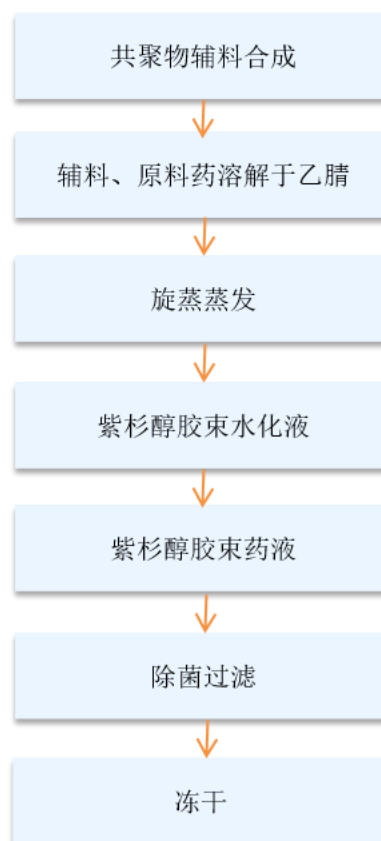 共聚物辅料合成
辅料、原料药溶解于乙腈
旋蒸蒸发
紫杉醇胶束水化液
紫杉醇胶束药液
除菌过滤
冻干